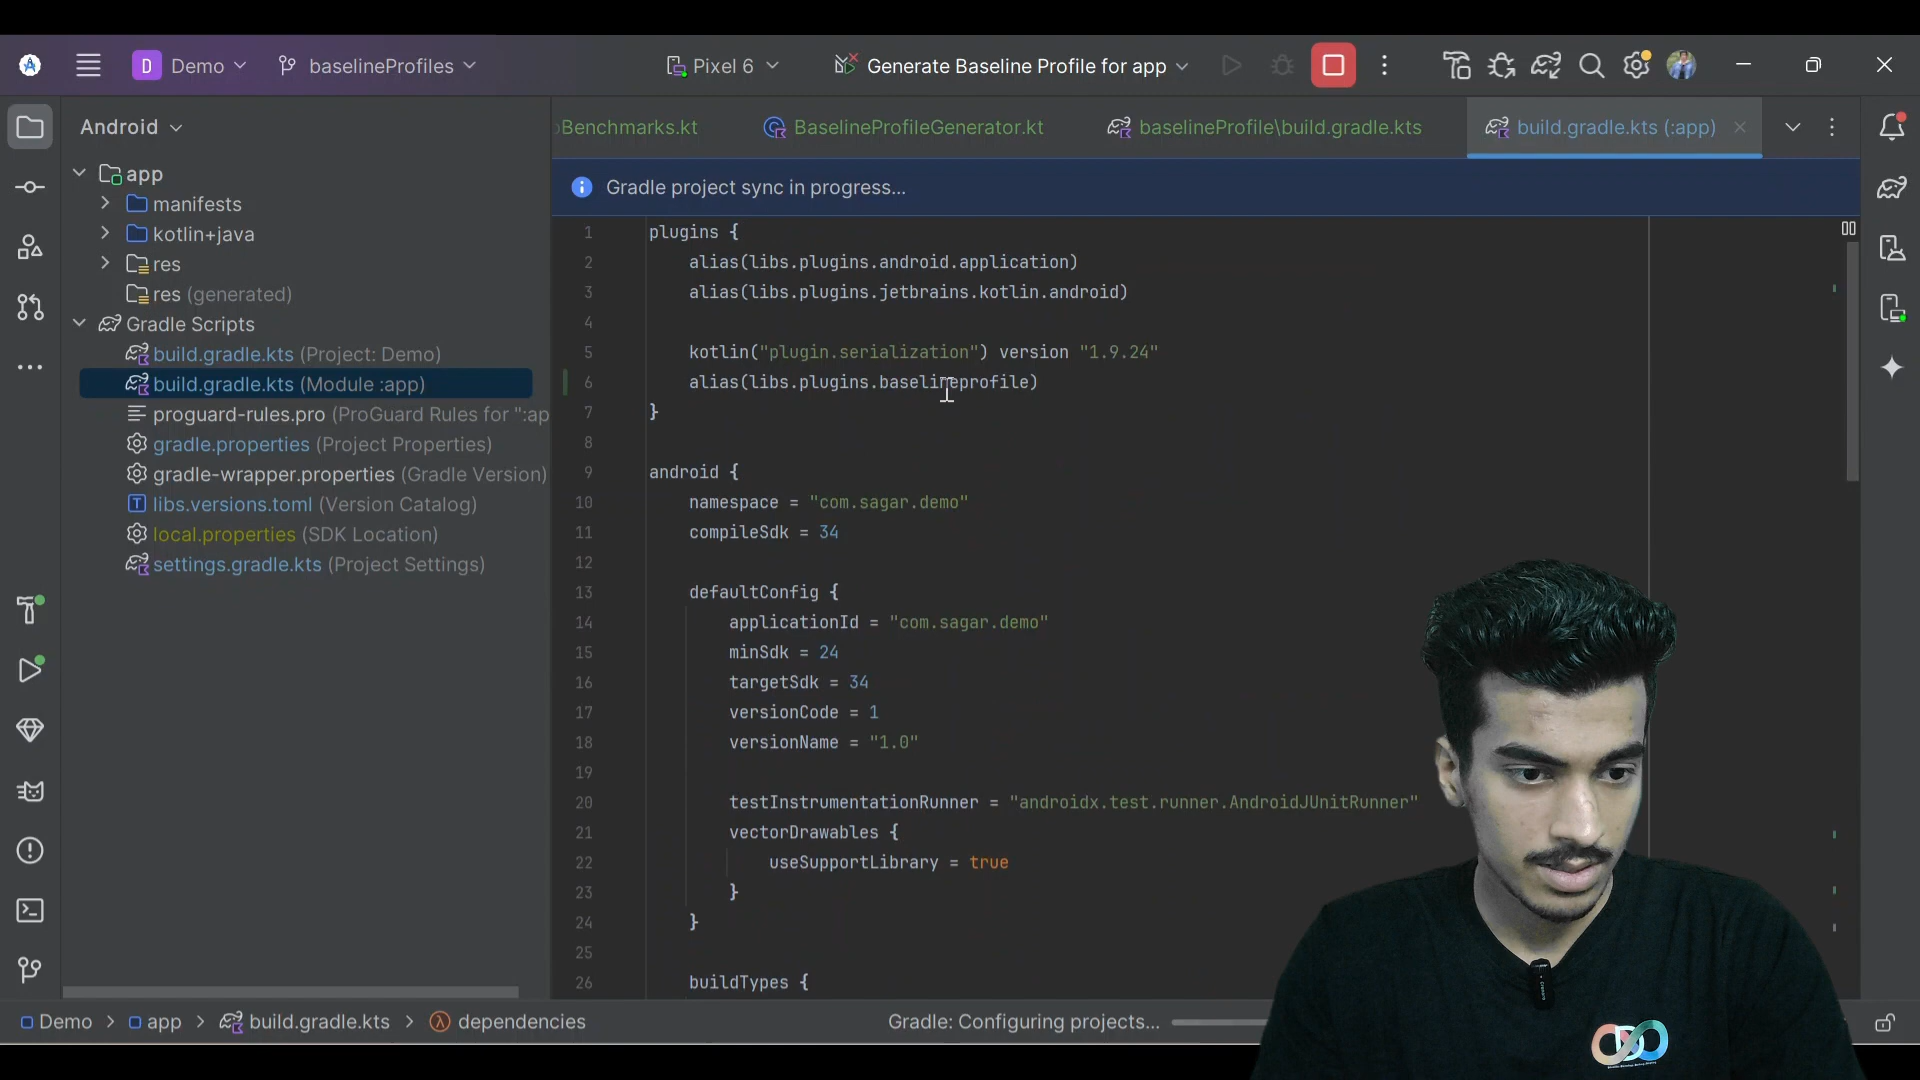 D Demo baselineProfiles Pixel 6 Generate Baseline Profile for app
Android
Benchmarks.kt BaselineProfileGenerator.kt baselineProfile\build.gradle.kts build.gradle.kts (:app)
Gradle project sync in progress...
app
manifests
kotlin+java
res
res (generated)
Gradle Scripts
build.gradle.kts (Project: Demo)
build.gradle.kts (Module :app)
proguard-rules.pro (ProGuard Rules for ":ap
gradle.properties (Project Properties)
gradle-wrapper.properties (Gradle Version)
libs.versions.toml (Version Catalog)
local.properties (SDK Location)
settings.gradle.kts (Project Settings)
1 plugins {
2 alias(libs.plugins.android.application)
3 alias(libs.plugins.jetbrains.kotlin.android)
4
5 kotlin("plugin.serialization") version "1.9.24"
6 alias(libs.plugins.baselineprofile)
7 }
8
9 android {
10 namespace = "com.sagar.demo"
11 compileSdk = 34
12
13 defaultConfig {
14 applicationId = "com.sagar.demo"
15 minSdk = 24
16 targetSdk = 34
17 versionCode = 1
18 versionName = "1.0"
19
20 testInstrumentationRunner = "androidx.test.runner.AndroidJUnitRunner"
21 vectorDrawables {
22 useSupportLibrary = true
23 }
24 }
25
26 buildTypes {
Demo > app > build.gradle.kts > dependencies
Gradle: Configuring projects...